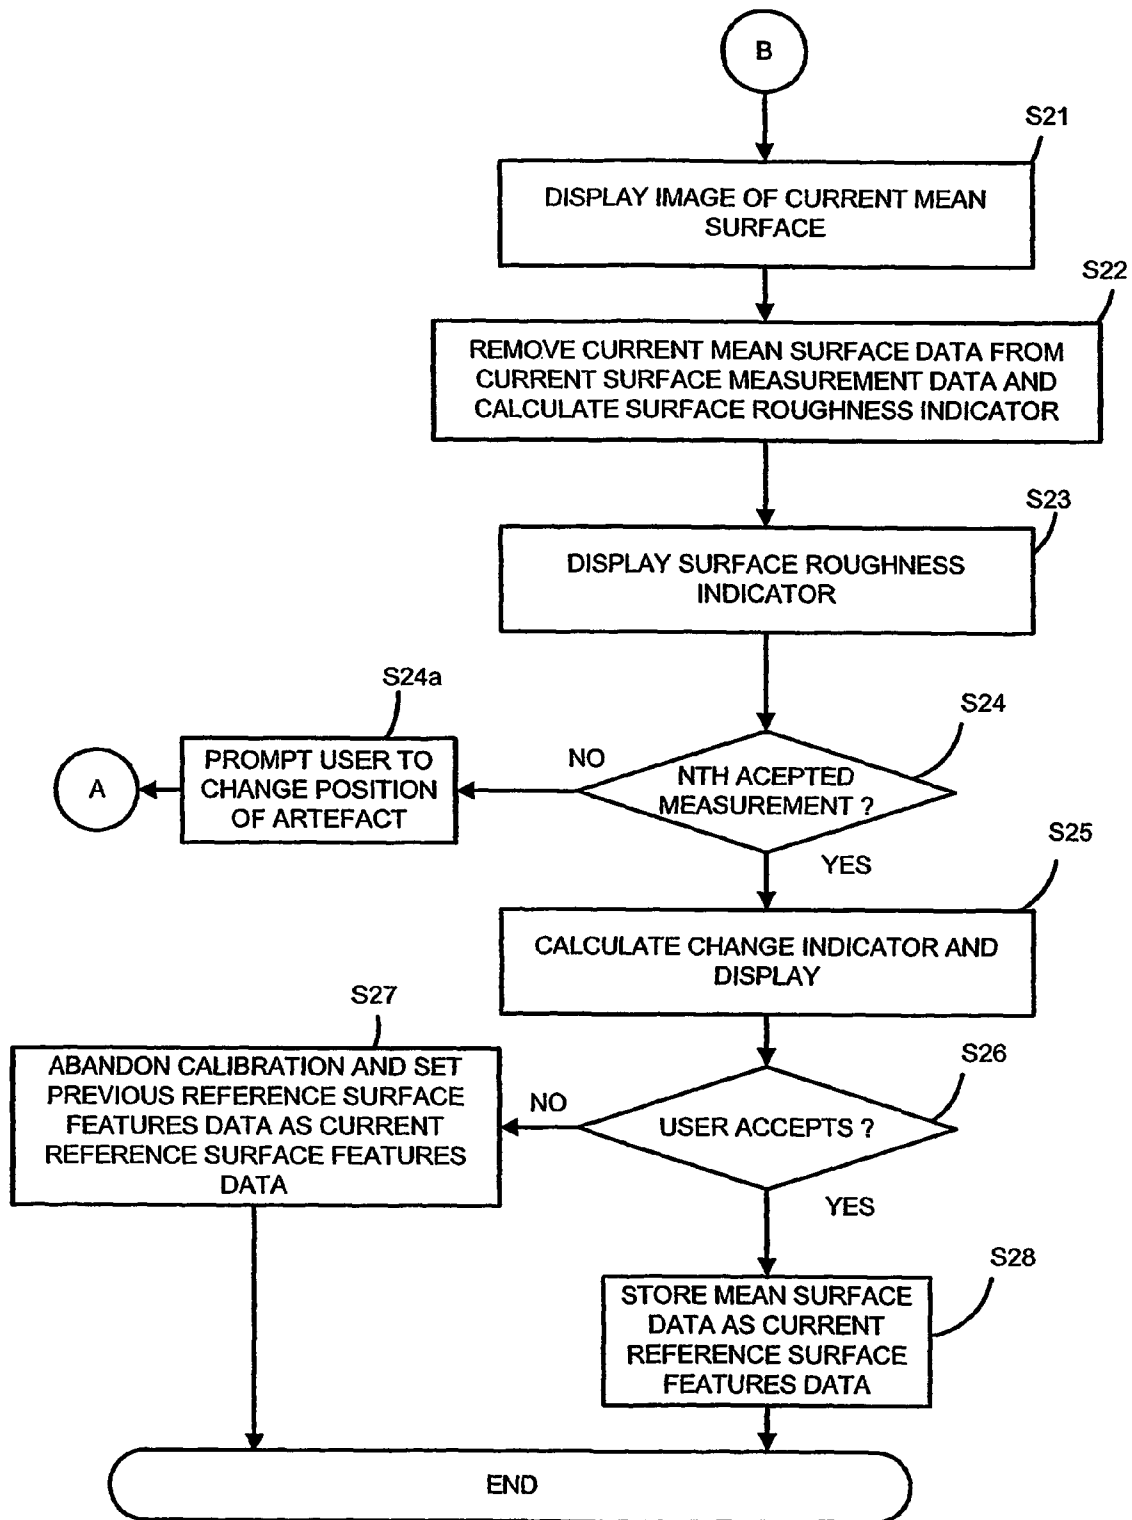 B
S21
DISPLAY IMAGE OF CURRENT MEAN
SURFACE
S22
REMOVE CURRENT MEAN SURFACE DATA FROM
CURRENT SURFACE MEASUREMENT DATA AND
CALCULATE SURFACE ROUGHNESS INDICATOR
S23
DISPLAY SURFACE ROUGHNESS
INDICATOR
S24a
S24
PROMPT USER TO
CHANGE POSITION
OF ARTEFACT
A
NO
NTH ACEPTED
MEASUREMENT ?
YES
S25
CALCULATE CHANGE INDICATOR AND
DISPLAY
S27
S26
ABANDON CALIBRATION AND SET
PREVIOUS REFERENCE SURFACE
FEATURES DATA AS CURRENT
REFERENCE SURFACE FEATURES
DATA
NO
USER ACCEPTS ?
YES
S28
STORE MEAN SURFACE
DATA AS CURRENT
REFERENCE SURFACE
FEATURES DATA
END